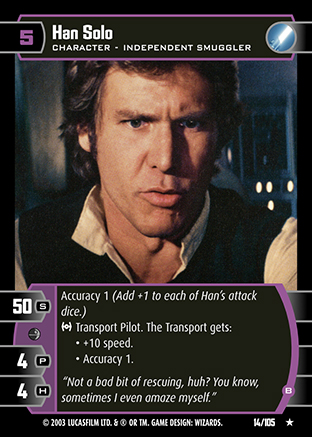 5 Han Solo
CHARACTER - INDEPENDENT SMUGGLER
50 S
4 P
4 H
Accuracy 1 (Add +1 to each of Han's attack
dice.)
Transport Pilot. The Transport gets:
• +10 speed.
• Accuracy 1.
"Not a bad bit of rescuing, huh? You know,
sometimes I even amaze myself."
B
© 2003 LUCASFILM LTD. & ® OR TM. GAME DESIGN: WIZARDS. 14/105 ★